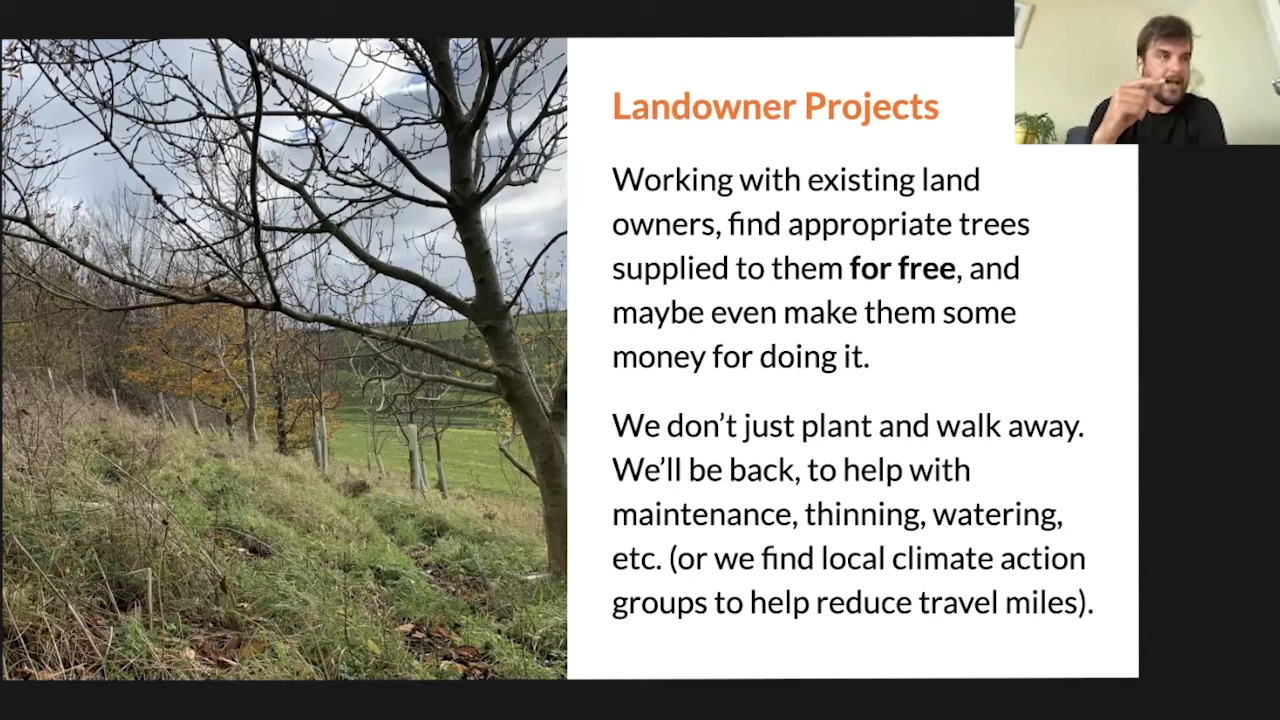 Landowner Projects
Working with existing land
owners, find appropriate trees
supplied to them for free, and
maybe even make them some
money for doing it.
We don’t just plant and walk away.
We’ll be back, to help with
maintenance, thinning, watering,
etc. (or we find local climate action
groups to help reduce travel miles).